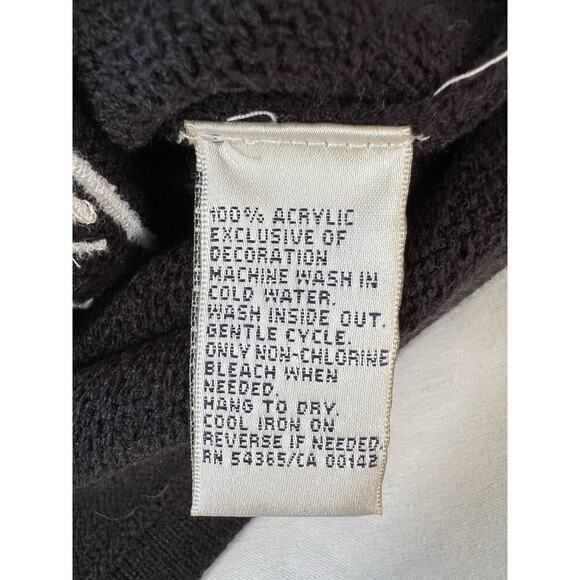 100% ACRYLIC
EXCLUSIVE OF
DECORATION
MACHINE WASH IN
COLD WATER.
WASH INSIDE OUT.
GENTLE CYCLE.
ONLY NON-CHLORINE
BLEACH WHEN
NEEDED.
HANG TO DRY.
COOL IRON ON
REVERSE IF NEEDED.
RN 54365/CA 00142